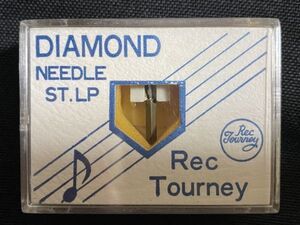 DIAMOND
NEEDLE
ST.LP
Rec
Tourney
Rec
Tourney